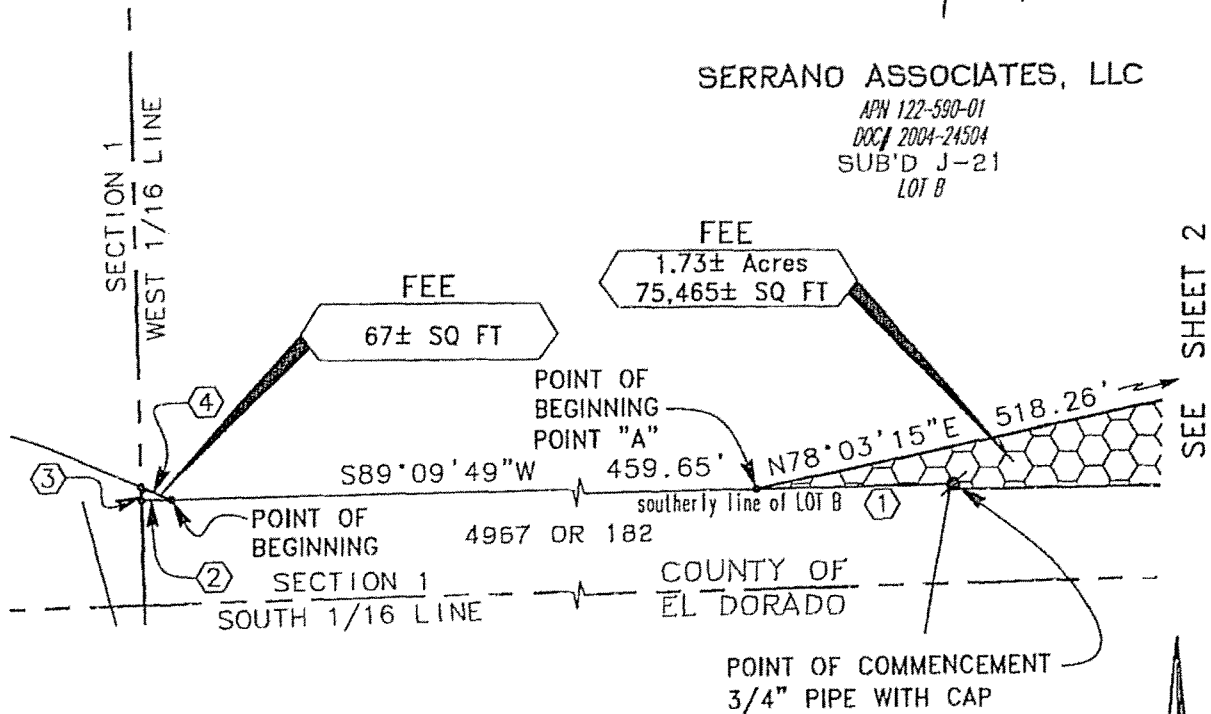 SERRANO ASSOCIATES, LLC
APN 122-590-01
DOC# 2004-24504
SUB'D J-21
LOT B
SECTION 1
WEST 1/16 LINE
FEE
1.73± Acres
75,465± SQ FT
FEE
67± SQ FT
SEE SHEET 2
POINT OF
BEGINNING
POINT "A"
N78°03'15"E 518.26'
4
3
S89°09'49"W 459.65'
southerly line of LOT B
1
POINT OF
BEGINNING
4967 OR 182
2
SECTION 1
SOUTH 1/16 LINE
COUNTY OF
EL DORADO
POINT OF COMMENCEMENT
3/4" PIPE WITH CAP